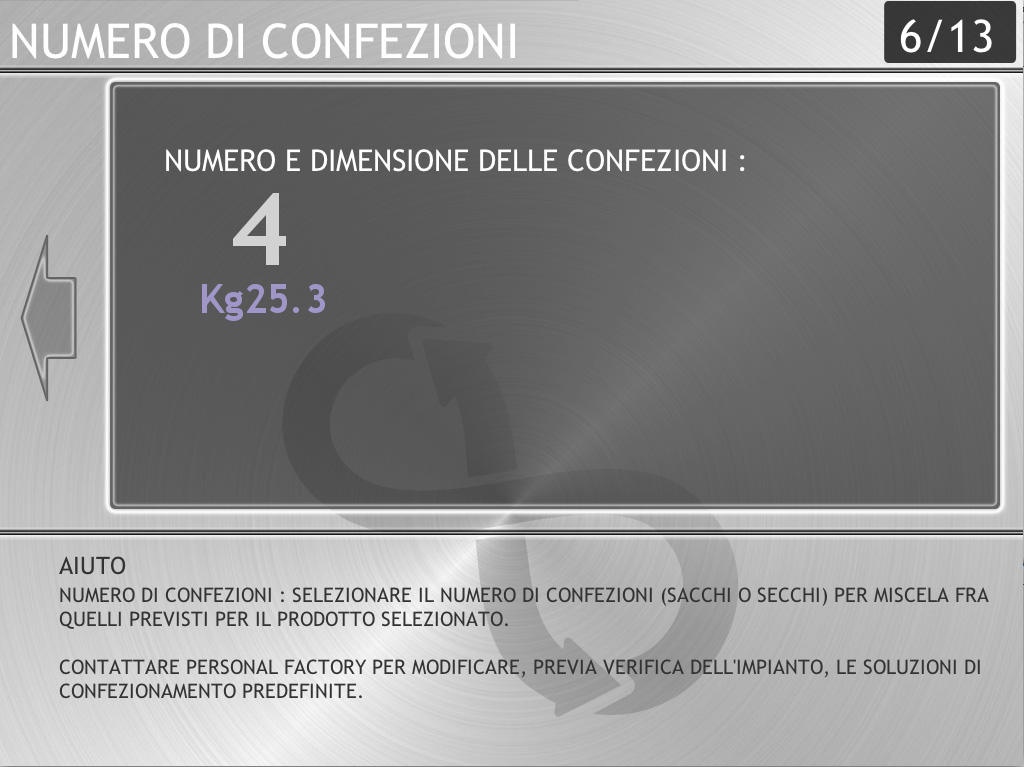 NUMERO DI CONFEZIONI
6/13
NUMERO E DIMENSIONE DELLE CONFEZIONI :
4
Kg25.3
AIUTO
NUMERO DI CONFEZIONI : SELEZIONARE IL NUMERO DI CONFEZIONI (SACCHI O SECCHI) PER MISCELA FRA
QUELLI PREVISTI PER IL PRODOTTO SELEZIONATO.
CONTATTARE PERSONAL FACTORY PER MODIFICARE, PREVIA VERIFICA DELL'IMPIANTO, LE SOLUZIONI DI
CONFEZIONAMENTO PREDEFINITE.